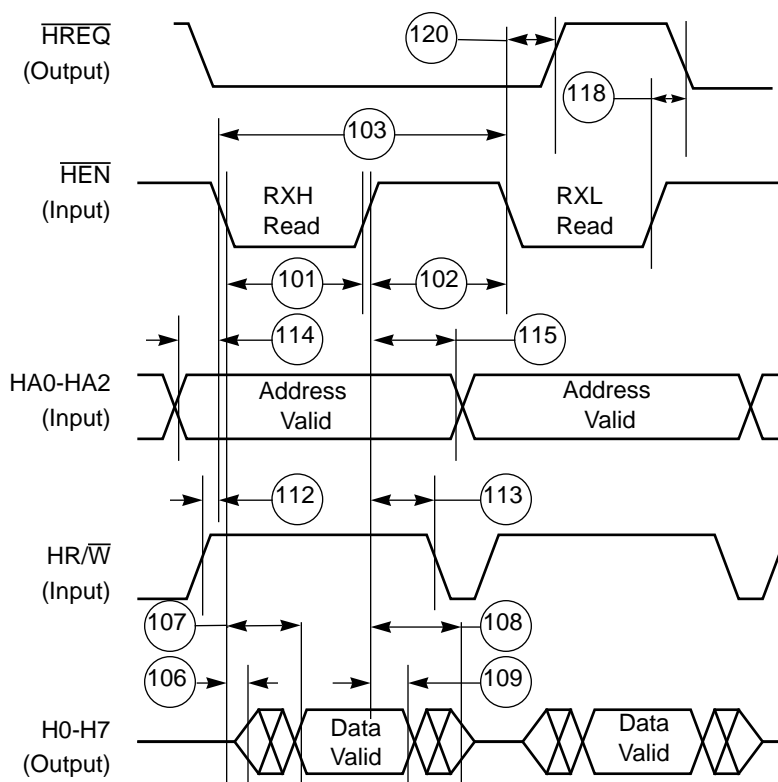 HREQ
(Output)
120
118
103
HEN
(Input)
RXH
Read
RXL
Read
101
102
114
115
HA0-HA2
(Input)
Address
Valid
Address
Valid
112
113
HR/W
(Input)
107
108
106
109
H0-H7
(Output)
Data
Valid
Data
Valid